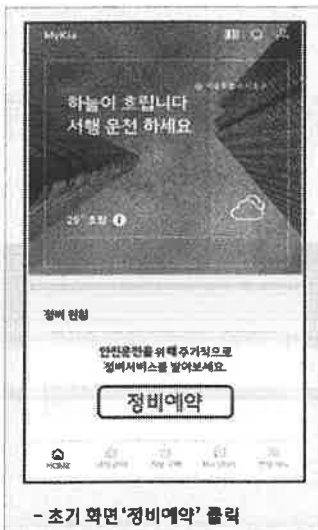 MyKia
하늘이 흐립니다
서행 운전 하세요
29° 흐림
정비 현황
안전운전을 위해 주기적으로
정비서비스를 받아보세요.
정비예약
HOME
- 초기 화면 '정비예약' 클릭